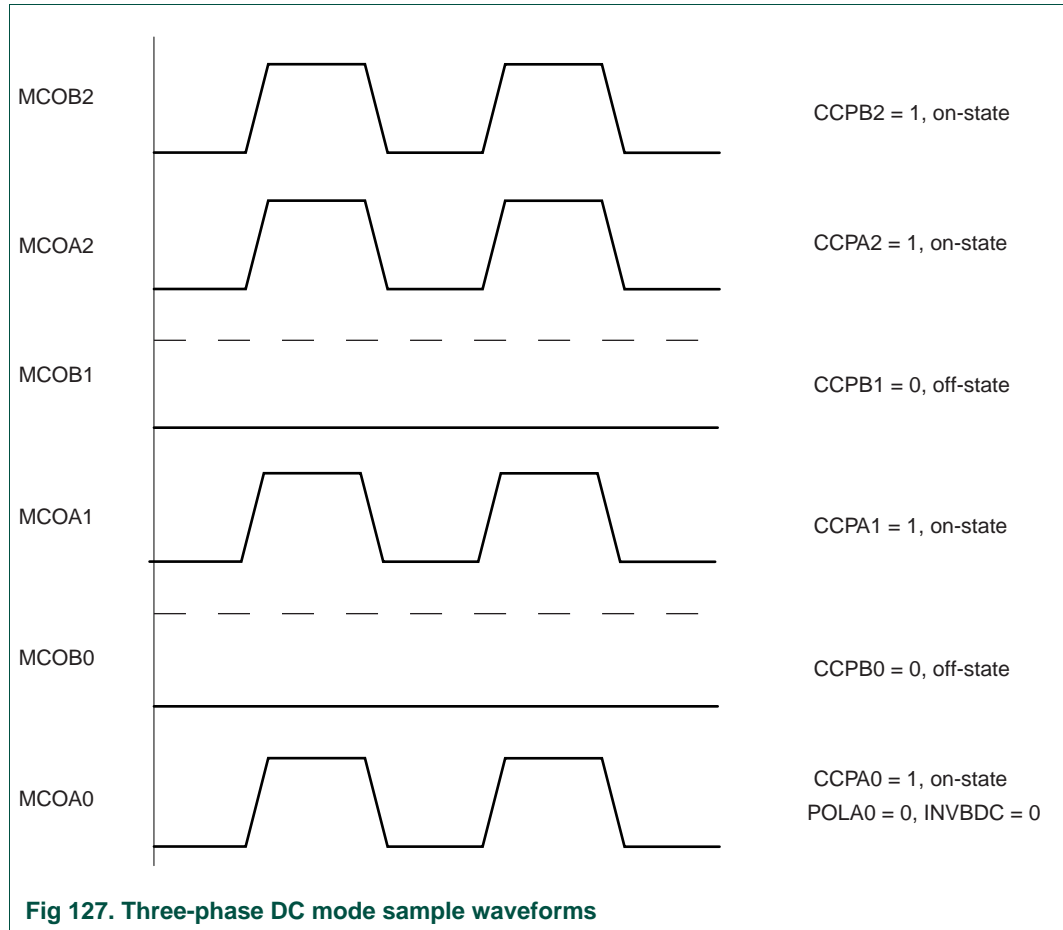 MCOB2
CCPB2 = 1, on-state
MCOA2
CCPA2 = 1, on-state
MCOB1
CCPB1 = 0, off-state
MCOA1
CCPA1 = 1, on-state
MCOB0
CCPB0 = 0, off-state
MCOA0
CCPA0 = 1, on-state
POLA0 = 0, INVBDC = 0
Fig 127. Three-phase DC mode sample waveforms